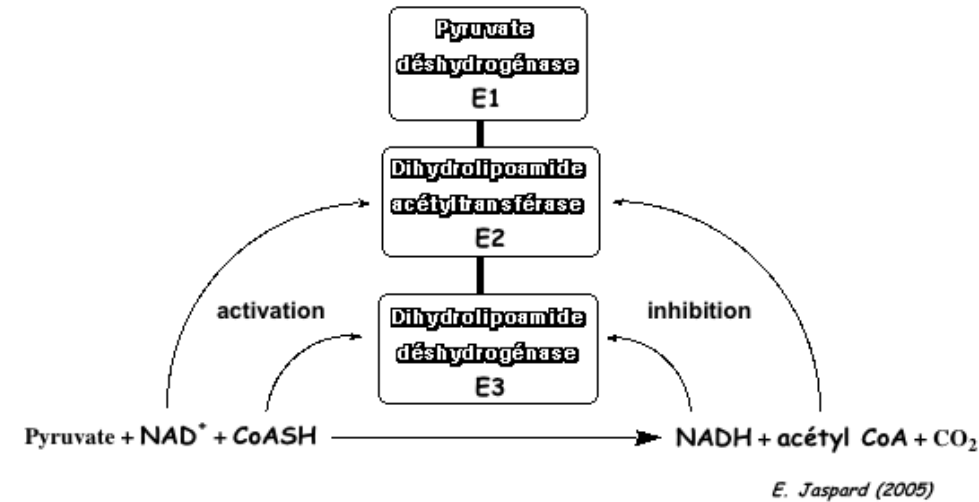 Pyruvate
déshydrogénase
E1
Dihydrolipoamide
acétyltransférase
E2
activation
inhibition
Dihydrolipoamide
déshydrogénase
E3
Pyruvate + NAD⁺ + CoASH NADH + acétyl CoA + CO₂
E. Jaspard (2005)